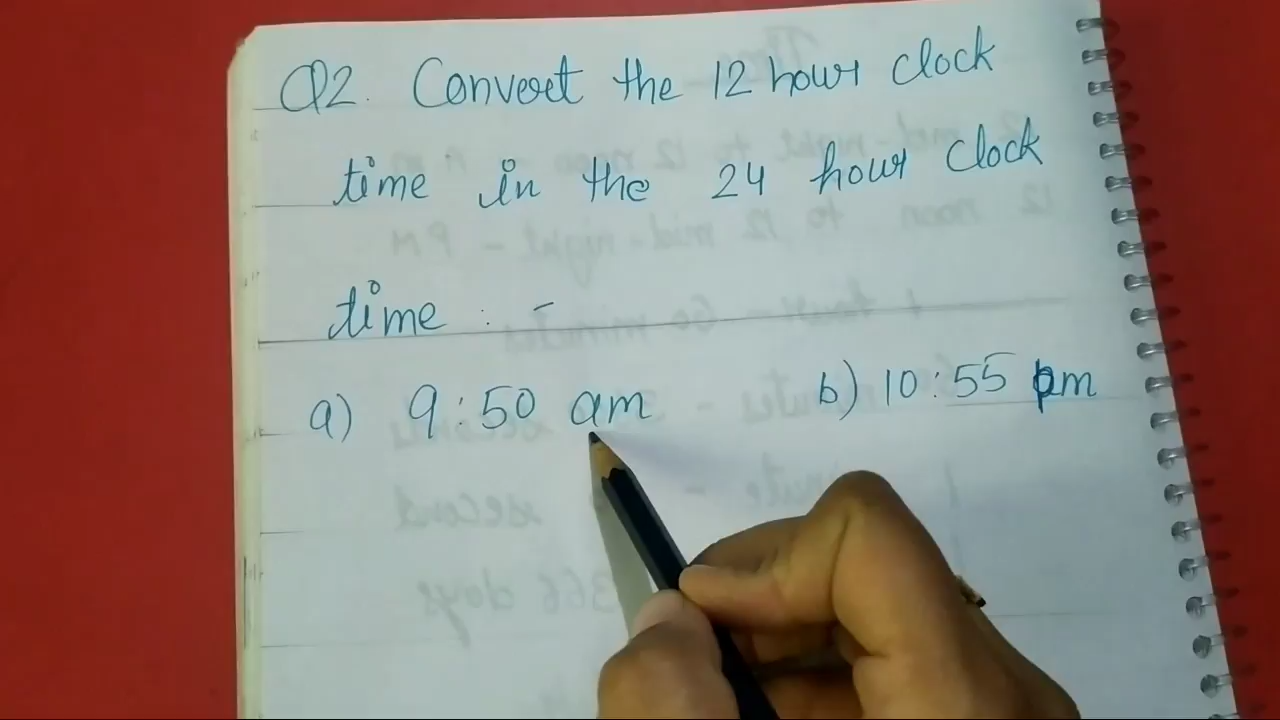 Q2. Convert the 12 hour clock
time in the 24 hour clock
time : -
a) 9:50 am b) 10:55 pm